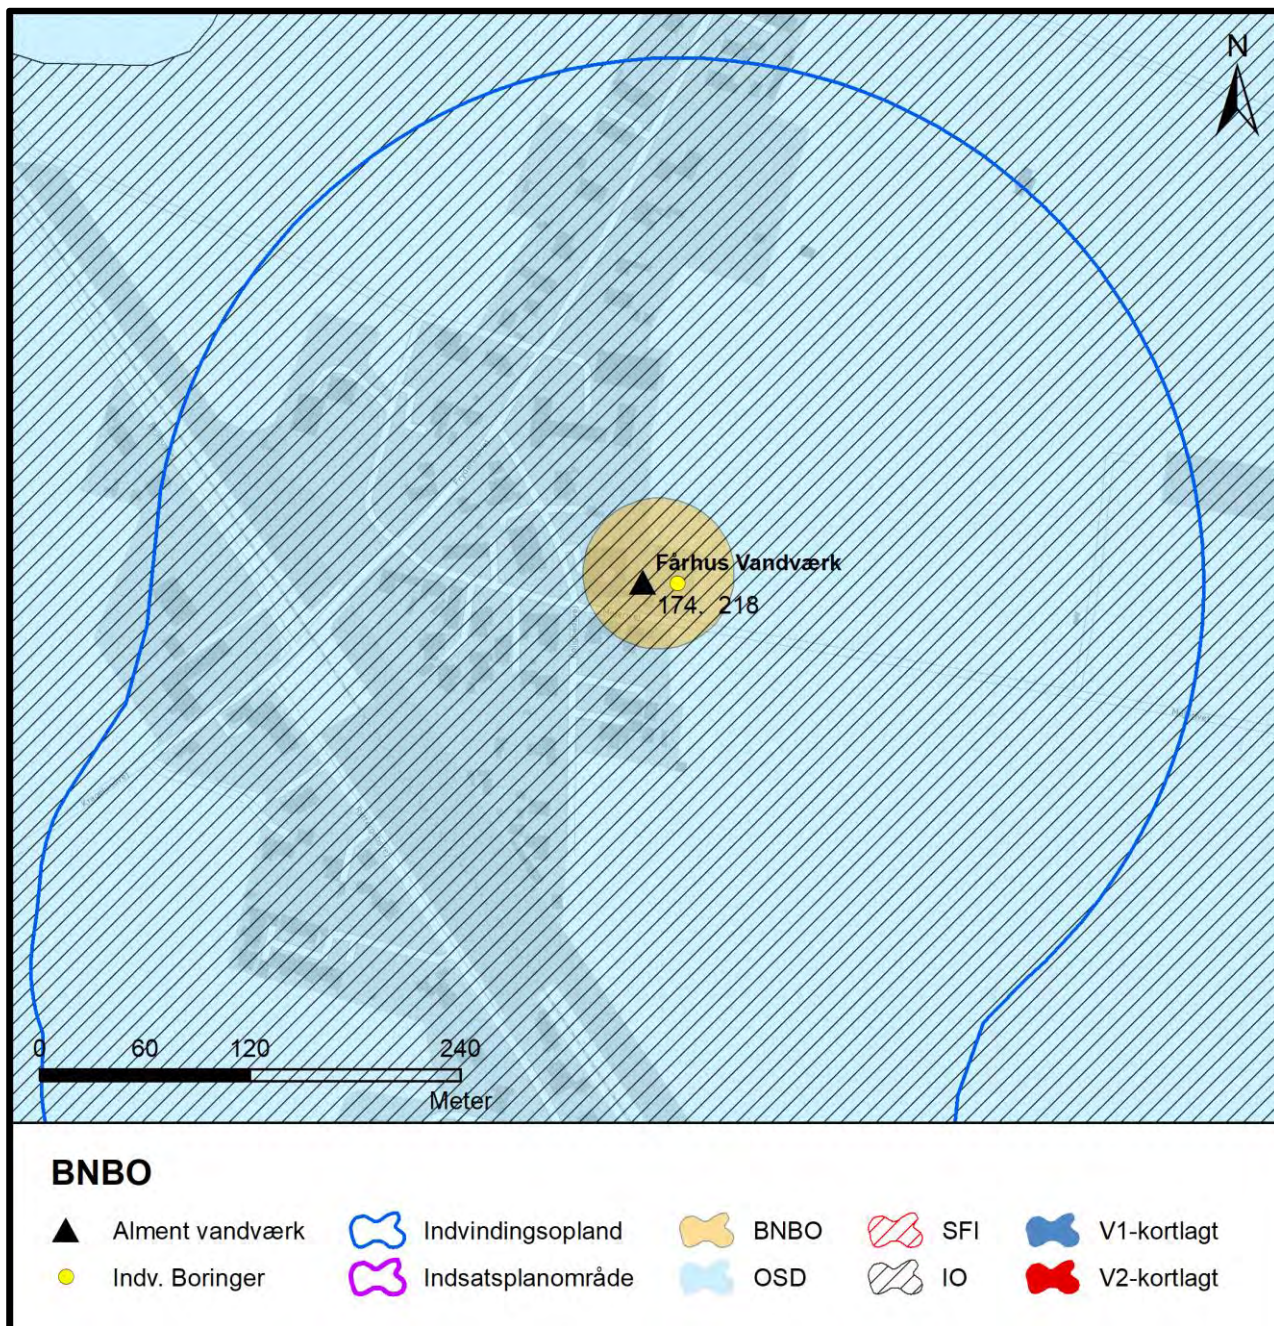 N
Fårhus Vandværk
174. 218
0 60 120 240
Meter
BNBO
Alment vandværk
Indvindingsopland
BNBO
SFI
V1-kortlagt
Indv. Boringer
Indsatsplanområde
OSD
IO
V2-kortlagt